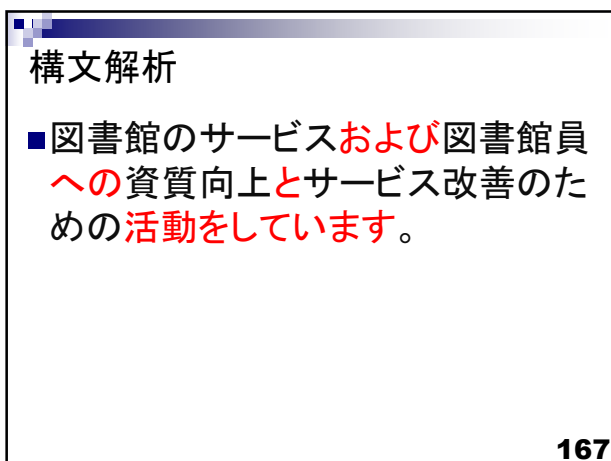 構文解析
■図書館のサービスおよび図書館員
への資質向上とサービス改善のた
めの活動をしています。
167